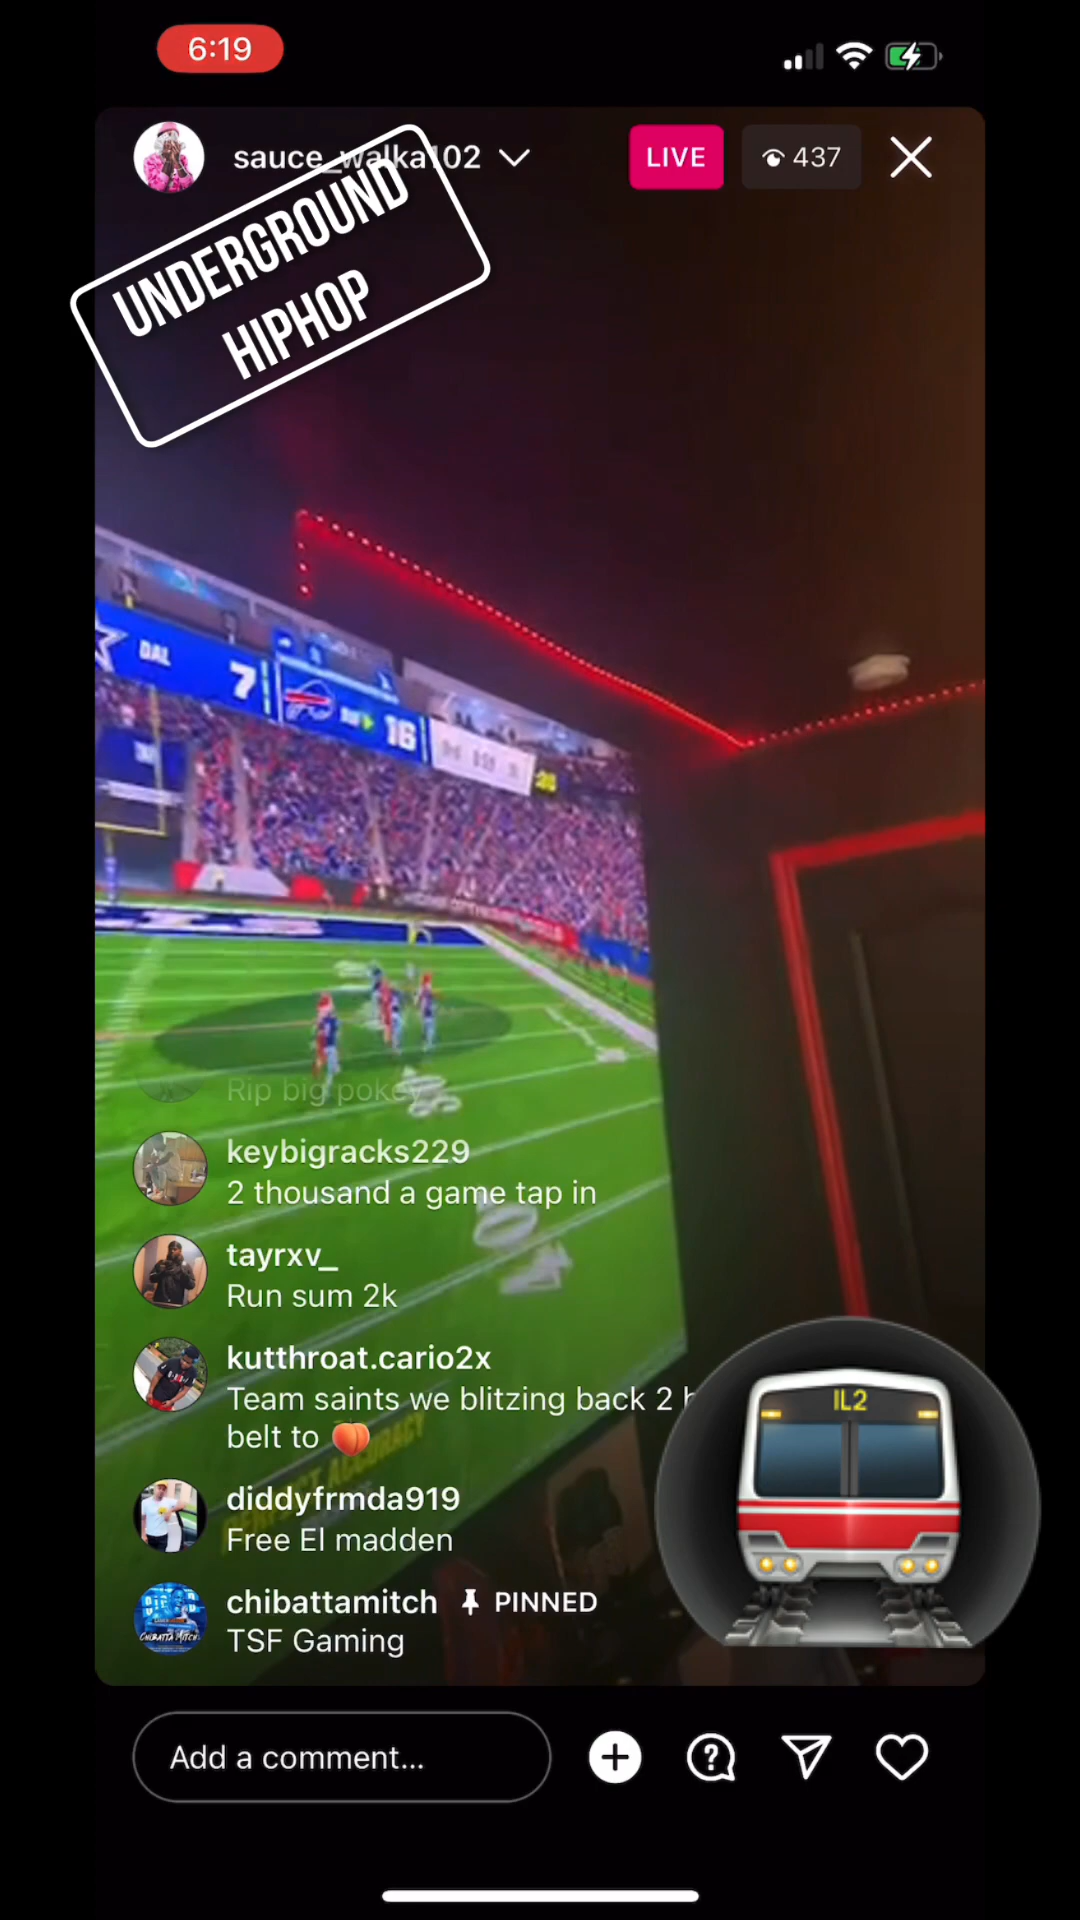 6:19
sauce_walka102
LIVE
437
UNDERGROUND
HIPHOP
DAL
7
16
Rip big pokey
keybigracks229
2 thousand a game tap in
tayrxv_
Run sum 2k
kutthroat.cario2x
Team saints we blitzing back 2
belt to 🍑
PERFECT ACCURACY
diddyfrmda919
Free El madden
chibattamitch PINNED
TSF Gaming
IL2
Add a comment...